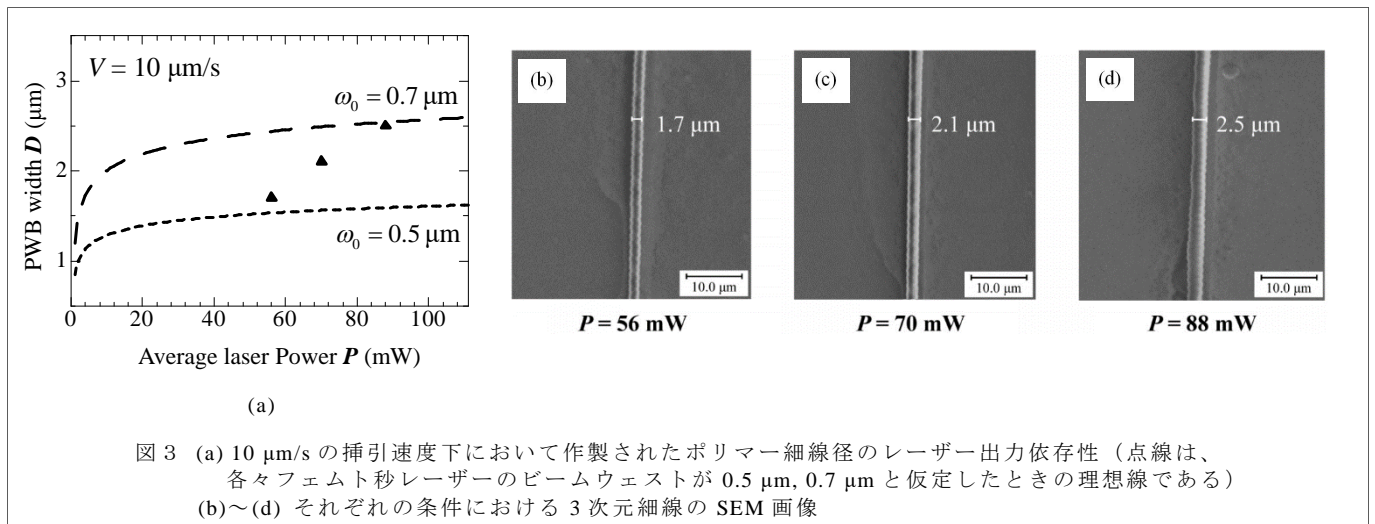 V = 10 μm/s
ω₀ = 0.7 μm
ω₀ = 0.5 μm
PWB width D (μm)
3
2
1
0
20
40
60
80
100
Average laser Power P (mW)
(a)
(b)
1.7 μm
10.0 μm
P = 56 mW
(c)
2.1 μm
10.0 μm
P = 70 mW
(d)
2.5 μm
10.0 μm
P = 88 mW
図3 (a) 10 μm/s の挿引速度下において作製されたポリマー細線径のレーザー出力依存性（点線は、
各々フェムト秒レーザーのビームウェストが 0.5 μm, 0.7 μm と仮定したときの理想線である）
(b)～(d) それぞれの条件における3次元細線の SEM 画像